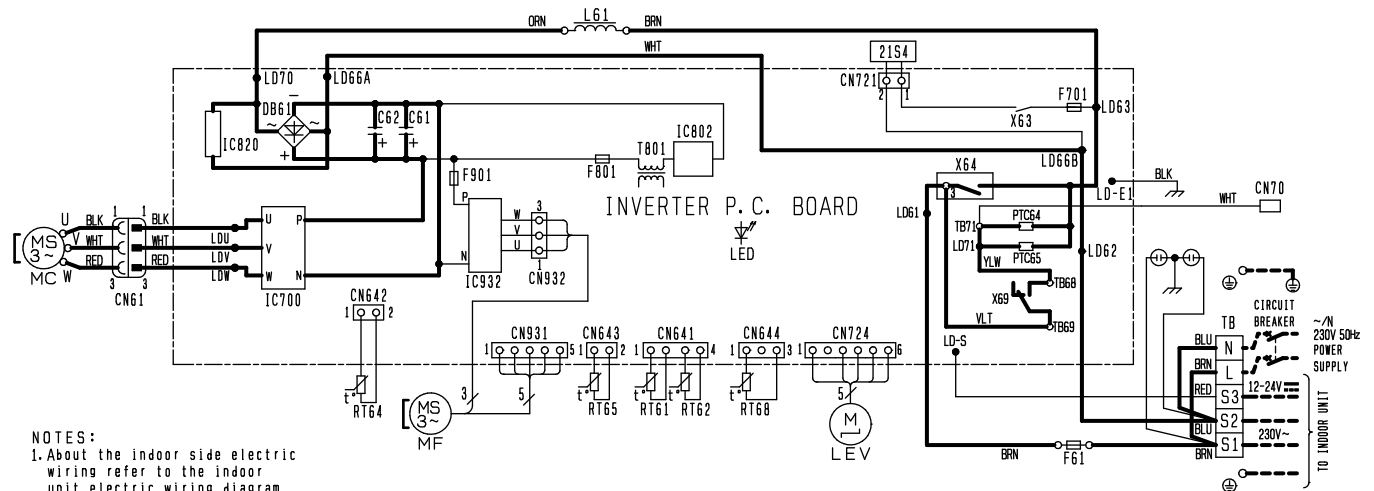 L61
ORN
BRN
WHT
21S4
LD70
LD66A
CN721
2
1
F701
LD63
X63
DB61
−
~
~
+
C62
C61
+
+
IC820
T801
IC802
F801
LD66B
X64
3
LD-E1
BLK
WHT
CN70
F901
P
N
IC932
W
V
U
3
1
CN932
INVERTER P. C. BOARD
LED
LD61
TB71
PTC64
LD71
PTC65
LD62
YLW
X69
TB68
VLT
TB69
LD-S
U
V
W
MS
3~
MC
BLK
WHT
RED
1
1
3
3
CN61
BLK
WHT
RED
LDU
LDV
LDW
U
V
W
P
N
IC700
CN642
1
2
t°
RT64
CN931
1
5
CN643
1
2
CN641
1
4
CN644
1
3
CN724
1
6
3
5
MS
3~
MF
t°
RT65
t°
RT61
t°
RT62
t°
RT68
5
M
LEV
CIRCUIT
BREAKER
~/N
230V 50Hz
POWER
SUPPLY
TB
BLU
N
BRN
L
RED
S3
12-24V
S2
BLU
230V~
S1
BRN
BRN
F61
TO INDOOR UNIT
NOTES:
1. About the indoor side electric
wiring refer to the indoor
unit electric wiring diagram